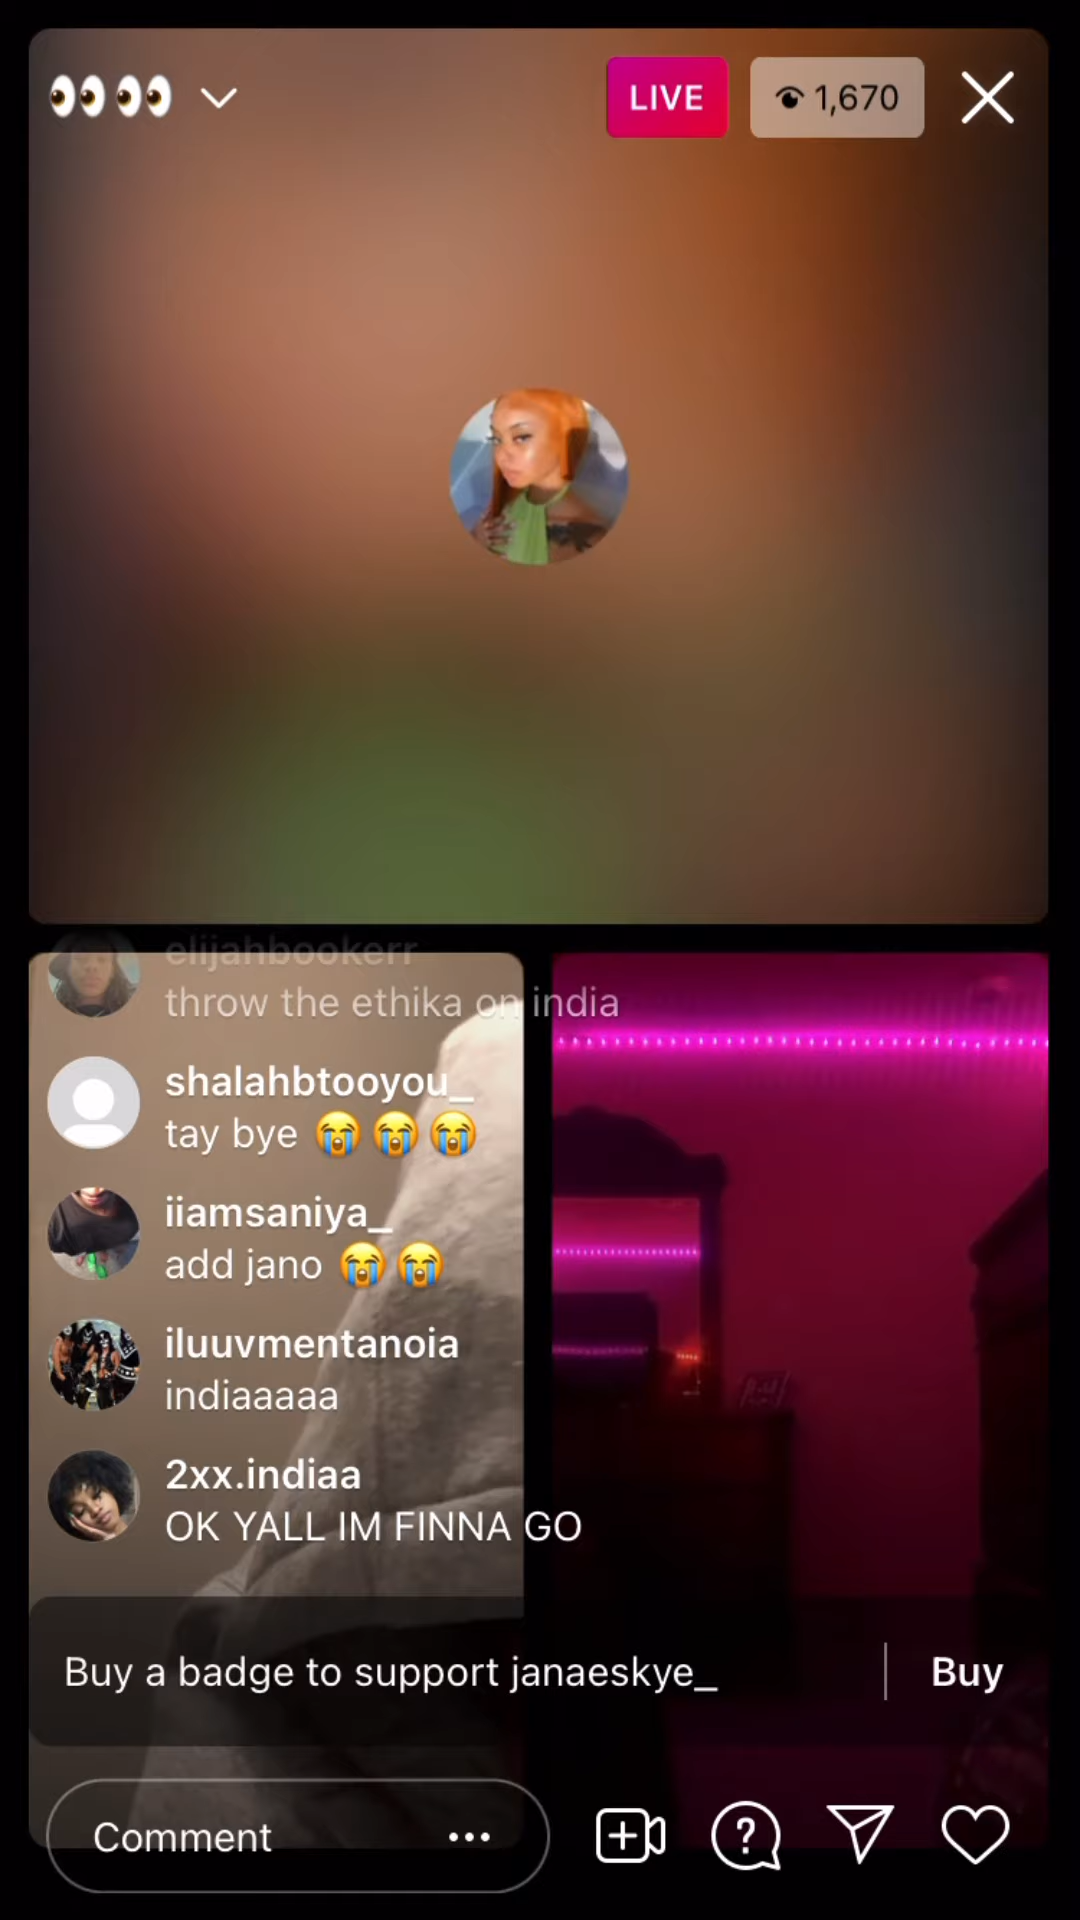 👀👀
LIVE
1,670
elijahbookerr
throw the ethika on india
shalahbtooyou_
tay bye 😭😭😭
iiamsaniya_
add jano 😭😭
iluuvmentanoia
indiaaaaa
2xx.indiaa
OK YALL IM FINNA GO
Buy a badge to support janaeskye_
Buy
Comment